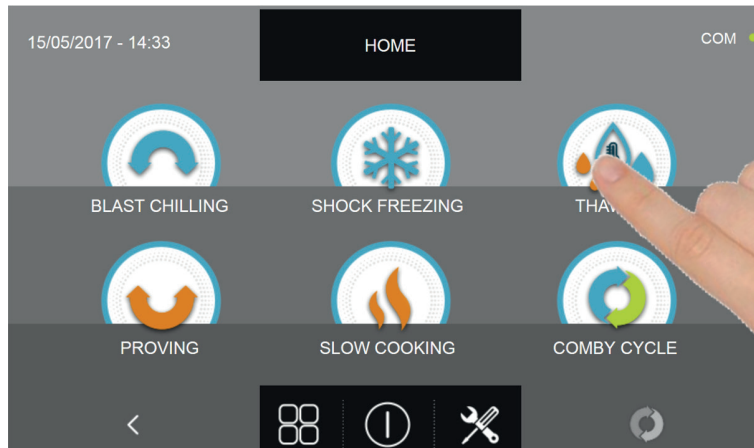 15/05/2017 - 14:33
HOME
COM
BLAST CHILLING
SHOCK FREEZING
PROVING
SLOW COOKING
COMBY CYCLE